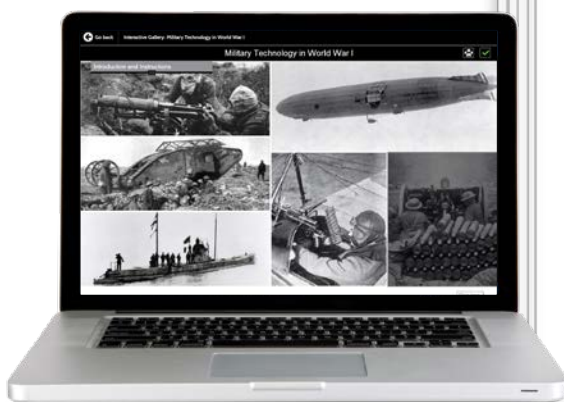 Go back
Interactive Gallery: Military Technology in World War I
Military Technology in World War I
Introduction and Instructions